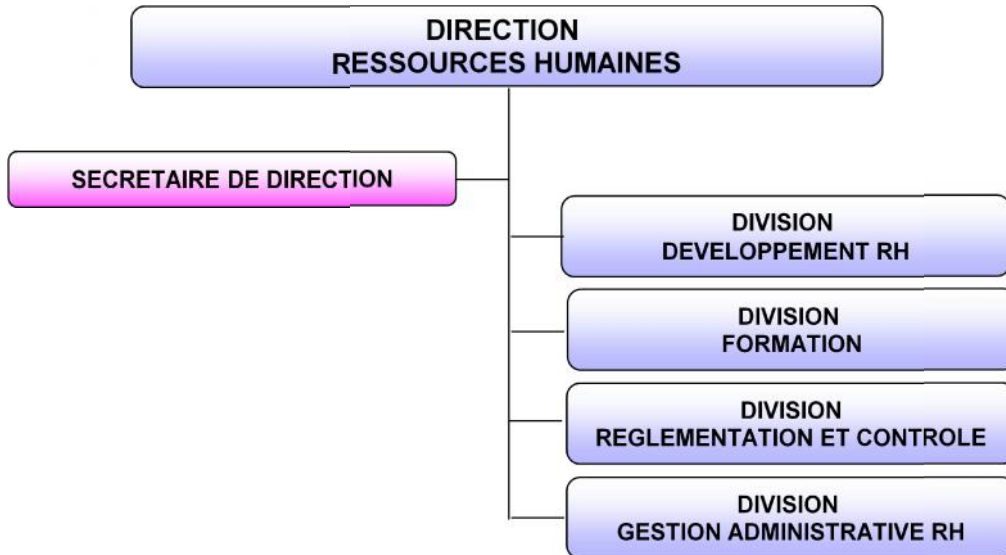 DIRECTION
RESSOURCES HUMAINES
SECRETAIRE DE DIRECTION
DIVISION
DEVELOPPEMENT RH
DIVISION
FORMATION
DIVISION
REGLEMENTATION ET CONTROLE
DIVISION
GESTION ADMINISTRATIVE RH